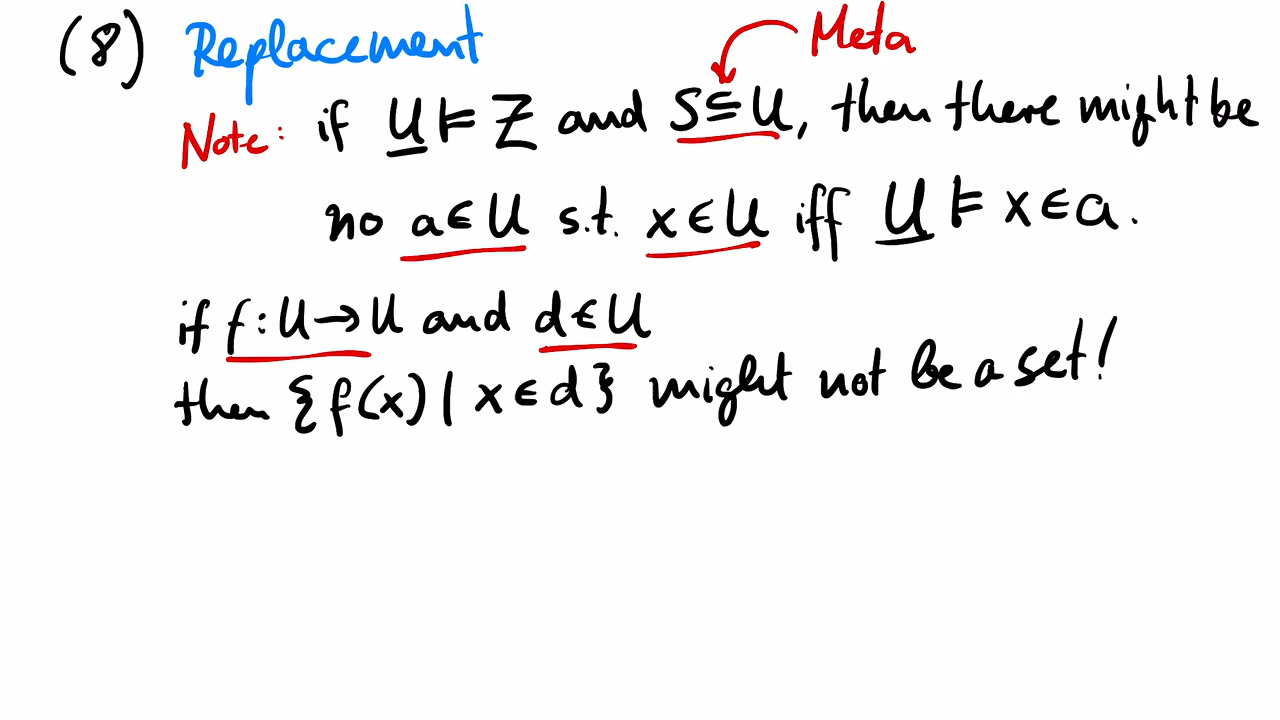 (8) Replacement
Meta
Note: if U ⊨ Z and S ⊆ U, then there might be
no a ∈ U s.t. x ∈ U iff U ⊨ x ∈ a.
if f : U → U and d ∈ U
then {f(x) | x ∈ d} might not be a set!